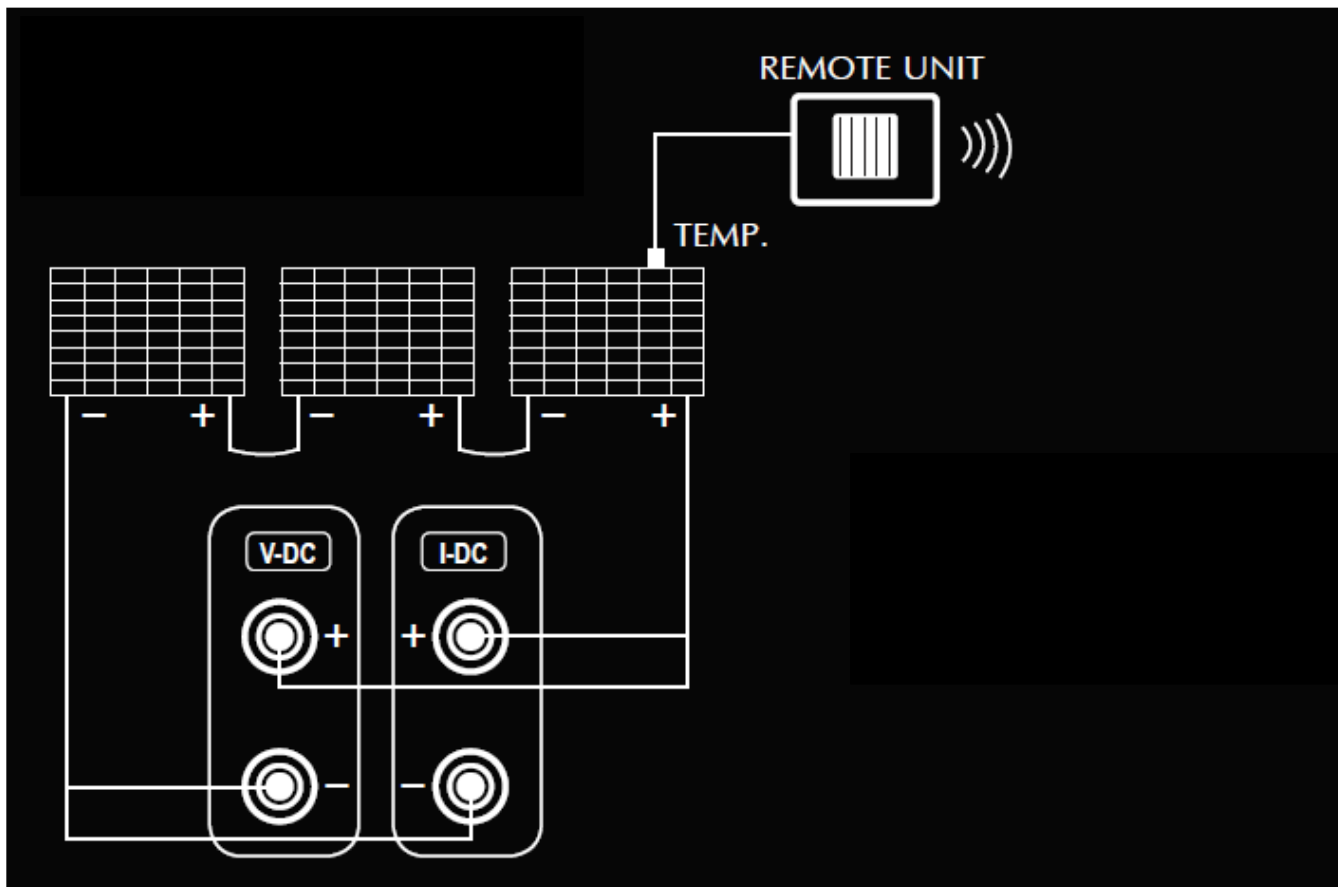 REMOTE UNIT
TEMP.
− + − + − +
V-DC I-DC
+ +
− −